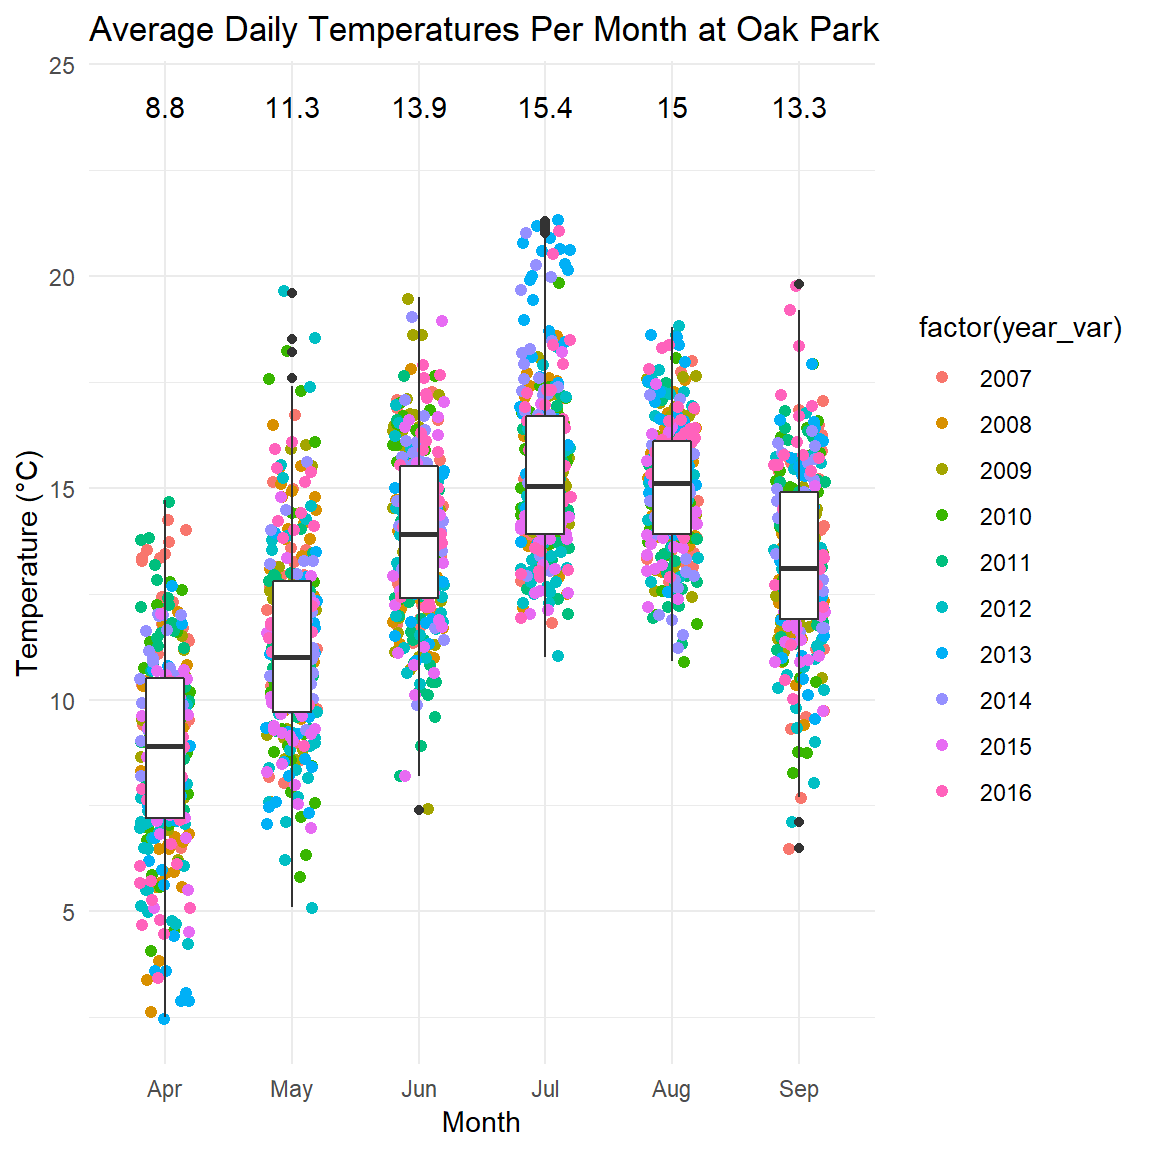 Average Daily Temperatures Per Month at Oak Park
25
8.8 11.3 13.9 15.4 15 13.3
20
15
10
5
Temperature (°C)
Apr May Jun Jul Aug Sep
Month
factor(year_var)
2007
2008
2009
2010
2011
2012
2013
2014
2015
2016